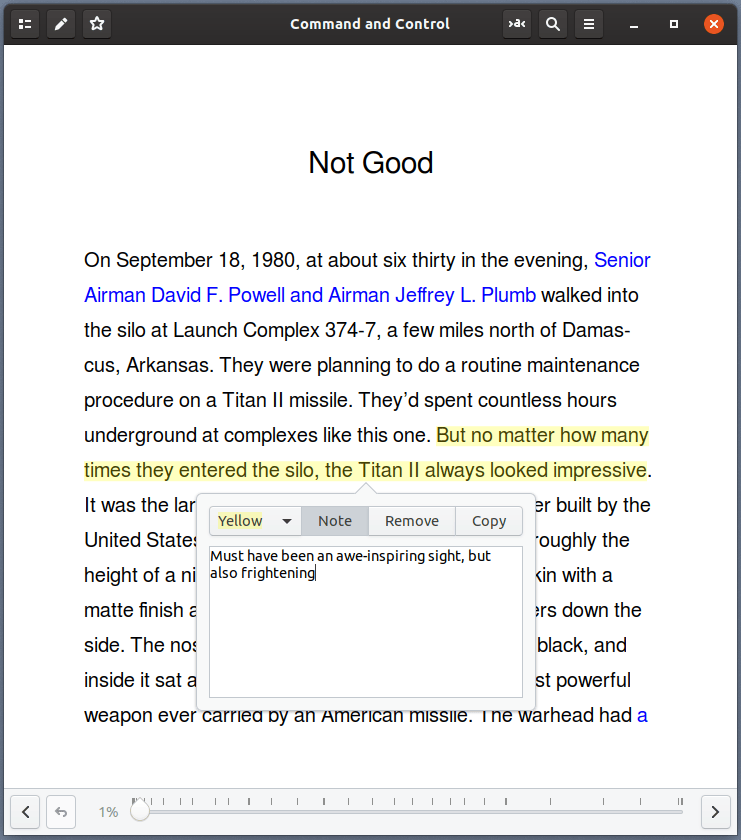 Command and Control
›a‹
Not Good
On September 18, 1980, at about six thirty in the evening, Senior
Airman David F. Powell and Airman Jeffrey L. Plumb walked into
the silo at Launch Complex 374-7, a few miles north of Damas-
cus, Arkansas. They were planning to do a routine maintenance
procedure on a Titan II missile. They’d spent countless hours
underground at complexes like this one. But no matter how many
times they entered the silo, the Titan II always looked impressive.
It was the lar er built by the
United States roughly the
height of a ni kin with a
matte finish a ers down the
side. The nos black, and
inside it sat a st powerful
weapon ever carried by an American missile. The warhead had a
Yellow Note Remove Copy
Must have been an awe-inspiring sight, but
also frightening
1%